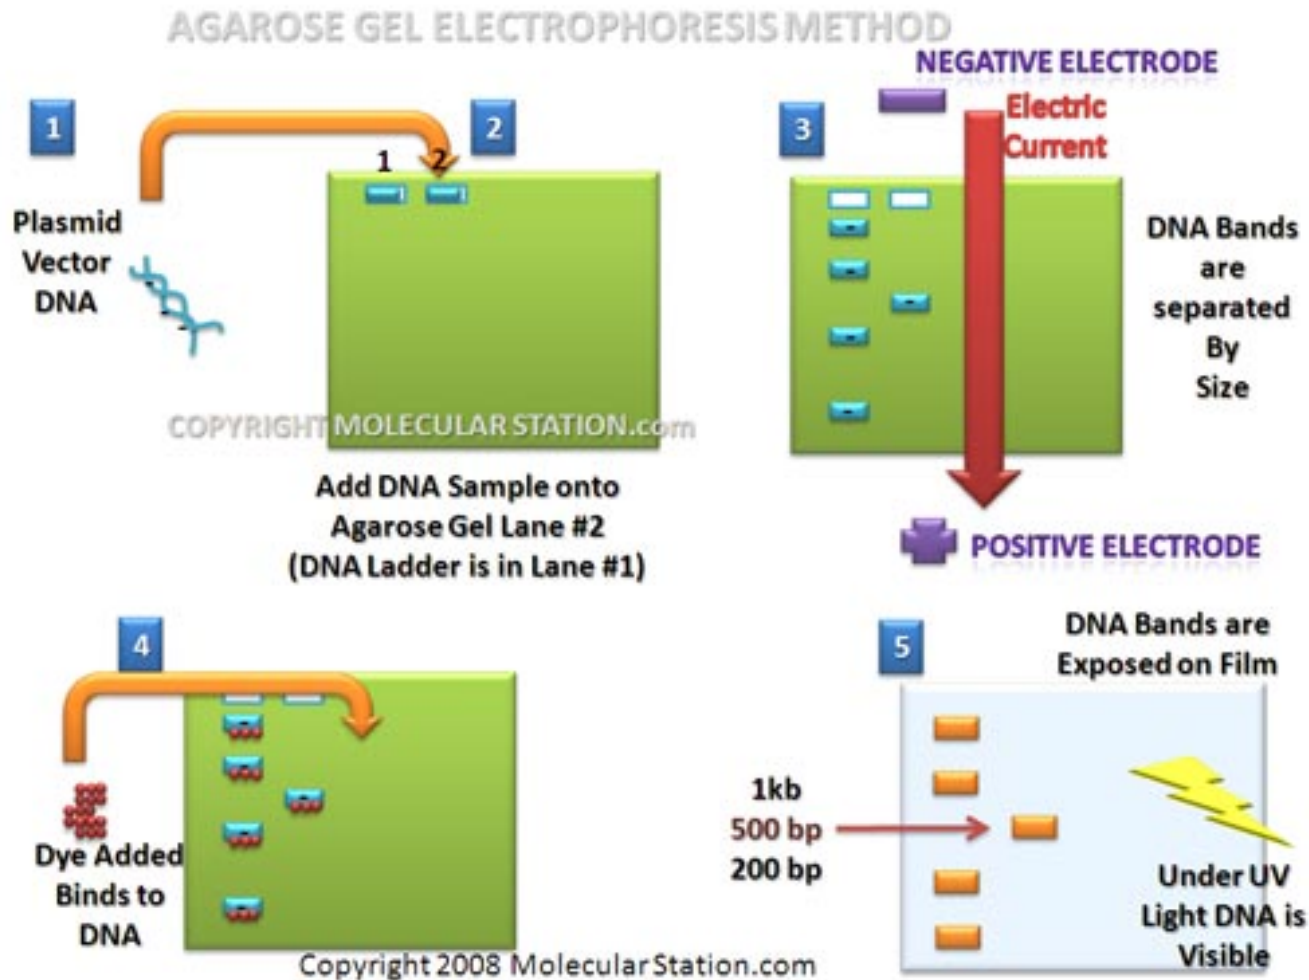 AGAROSE GEL ELECTROPHORESIS METHOD
1
Plasmid
Vector
DNA
2
1 2
COPYRIGHT MOLECULAR STATION.com
Add DNA Sample onto
Agarose Gel Lane #2
(DNA Ladder is in Lane #1)
3
NEGATIVE ELECTRODE
Electric
Current
DNA Bands
are
separated
By
Size
POSITIVE ELECTRODE
4
Dye Added
Binds to
DNA
5
DNA Bands are
Exposed on Film
1kb
500 bp
200 bp
Under UV
Light DNA is
Visible
Copyright 2008 MolecularStation.com